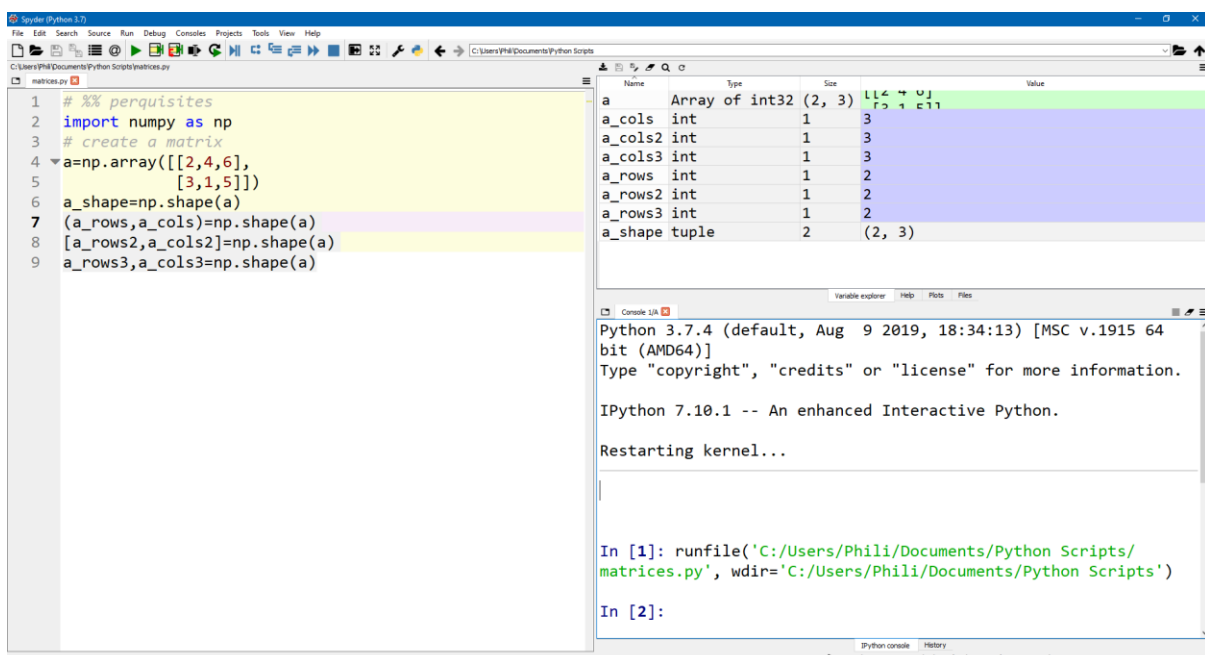 Spyder (Python 3.7)
File Edit Search Source Run Debug Consoles Projects Tools View Help
C:\Users\Phili\Documents\Python Scripts
C:\Users\Phili\Documents\Python Scripts\matrices.py
matrices.py
1 # %% perquisites
2 import numpy as np
3 # create a matrix
4 a=np.array([[2,4,6],
5 [3,1,5]])
6 a_shape=np.shape(a)
7 (a_rows,a_cols)=np.shape(a)
8 [a_rows2,a_cols2]=np.shape(a)
9 a_rows3,a_cols3=np.shape(a)
Name Type Size Value
a Array of int32 (2, 3) [[2 4 6]
[3 1 5]]
a_cols int 1 3
a_cols2 int 1 3
a_cols3 int 1 3
a_rows int 1 2
a_rows2 int 1 2
a_rows3 int 1 2
a_shape tuple 2 (2, 3)
Variable explorer Help Plots Files
Console 1/A
Python 3.7.4 (default, Aug 9 2019, 18:34:13) [MSC v.1915 64
bit (AMD64)]
Type "copyright", "credits" or "license" for more information.
IPython 7.10.1 -- An enhanced Interactive Python.
Restarting kernel...
In [1]: runfile('C:/Users/Phili/Documents/Python Scripts/
matrices.py', wdir='C:/Users/Phili/Documents/Python Scripts')
In [2]:
IPython console History